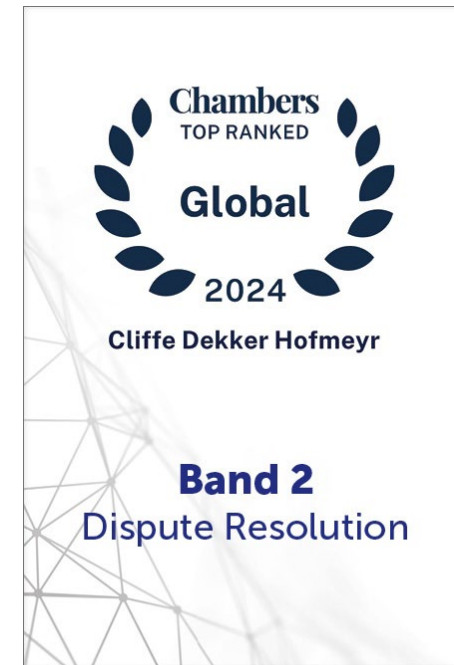 Chambers
TOP RANKED
Global
2024
Cliffe Dekker Hofmeyr
Band 2
Dispute Resolution